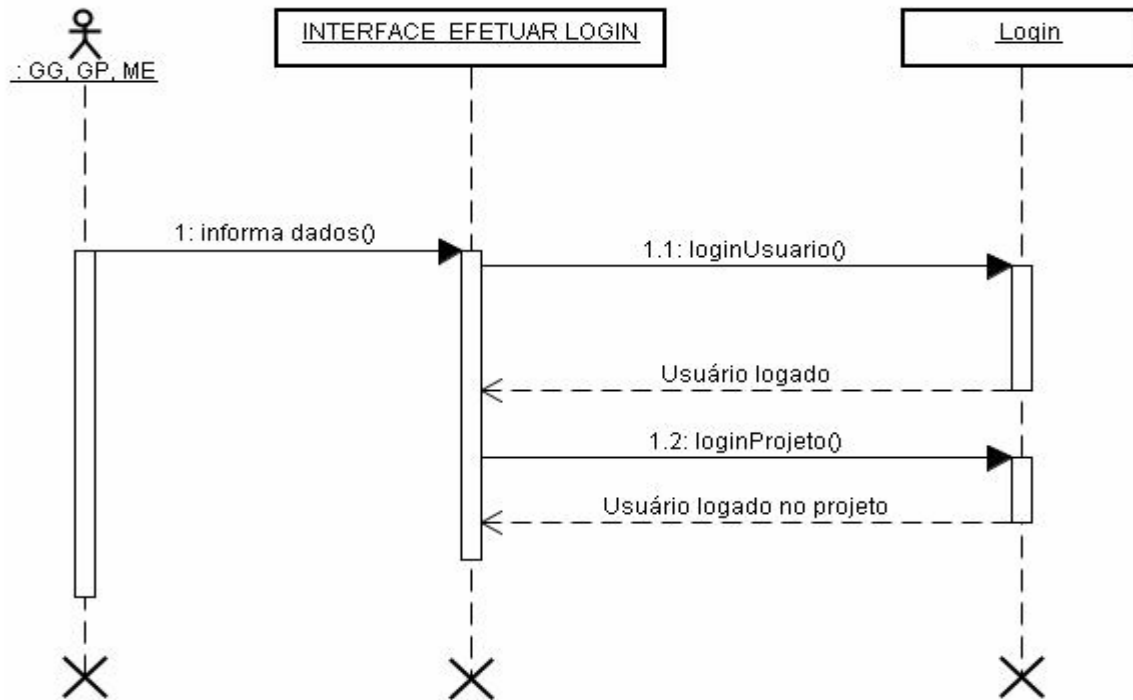 : GG, GP, ME
INTERFACE EFETUAR LOGIN
Login
1: informa dados()
1.1: loginUsuario()
Usuário logado
1.2: loginProjeto()
Usuário logado no projeto